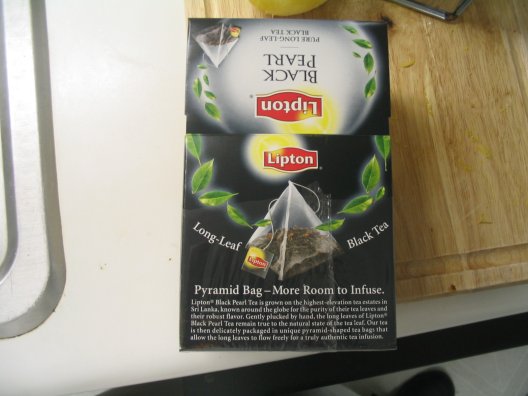 PURE LONG-LEAF
BLACK TEA
BLACK
PEARL
Lipton
Lipton
Long-Leaf
Black Tea
Lipton
Pyramid Bag – More Room to Infuse.
Lipton® Black Pearl Tea is grown on the highest-elevation tea estates in
Sri Lanka, known around the globe for the purity of their tea leaves and
their robust flavor. Gently plucked by hand, the long leaves of Lipton®
Black Pearl Tea remain true to the natural state of the tea leaf. Our tea
is then delicately packaged in unique pyramid-shaped tea bags that
allow the long leaves to flow freely for a truly authentic tea infusion.